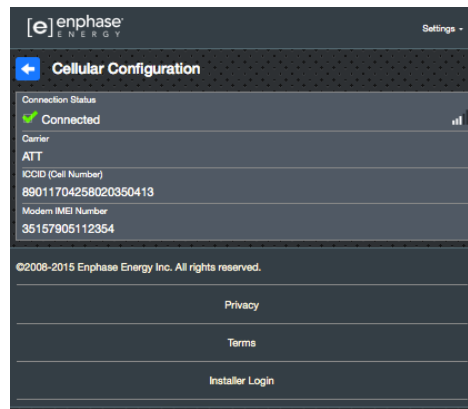 [e] enphase
ENERGY
Settings
Cellular Configuration
Connection Status
Connected
Carrier
ATT
ICCID (Cell Number)
89011704258020350413
Modem IMEI Number
35157905112354
©2008-2015 Enphase Energy Inc. All rights reserved.
Privacy
Terms
Installer Login